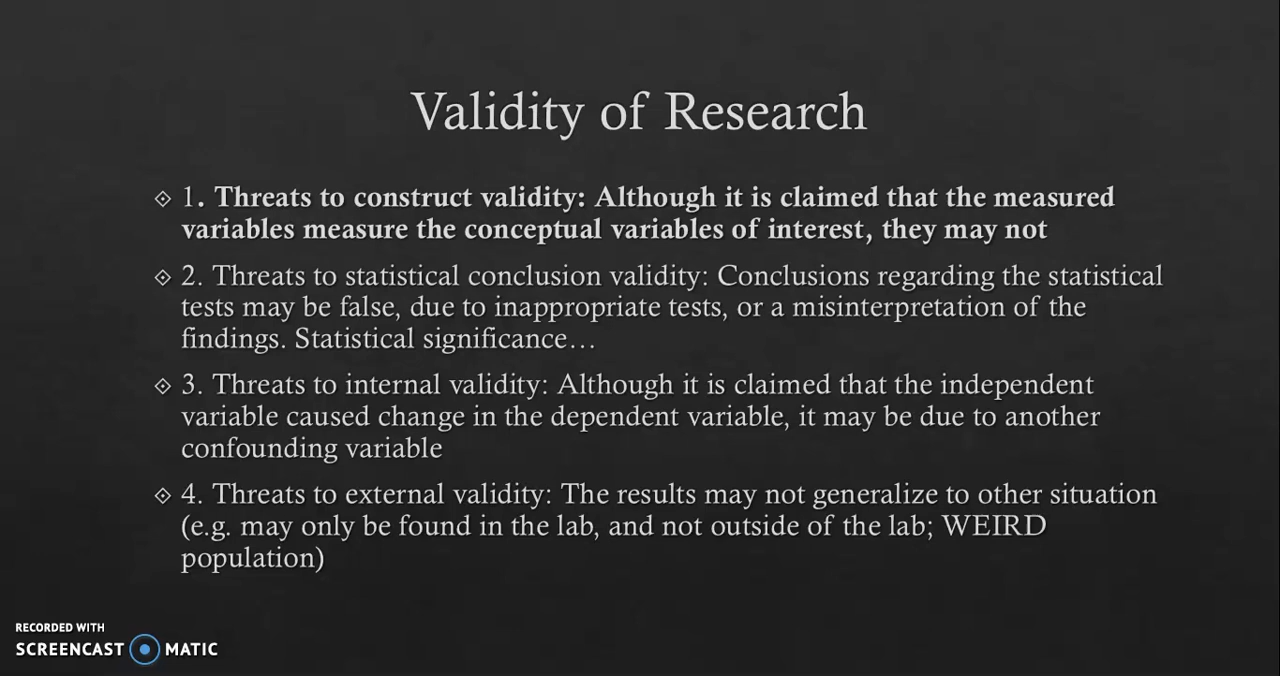 Validity of Research
1. Threats to construct validity: Although it is claimed that the measured
variables measure the conceptual variables of interest, they may not
2. Threats to statistical conclusion validity: Conclusions regarding the statistical
tests may be false, due to inappropriate tests, or a misinterpretation of the
findings. Statistical significance…
3. Threats to internal validity: Although it is claimed that the independent
variable caused change in the dependent variable, it may be due to another
confounding variable
4. Threats to external validity: The results may not generalize to other situation
(e.g. may only be found in the lab, and not outside of the lab; WEIRD
population)
RECORDED WITH
SCREENCAST MATIC